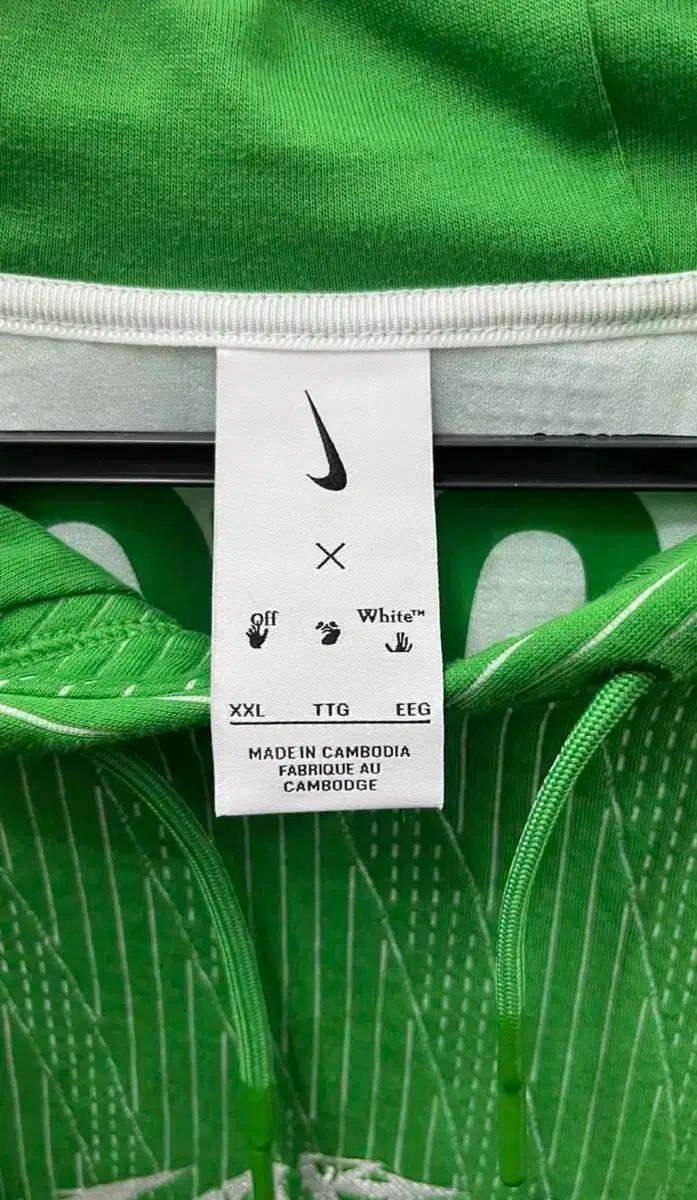 ×
Off White™
XXL TTG EEG
MADE IN CAMBODIA
FABRIQUE AU
CAMBODGE